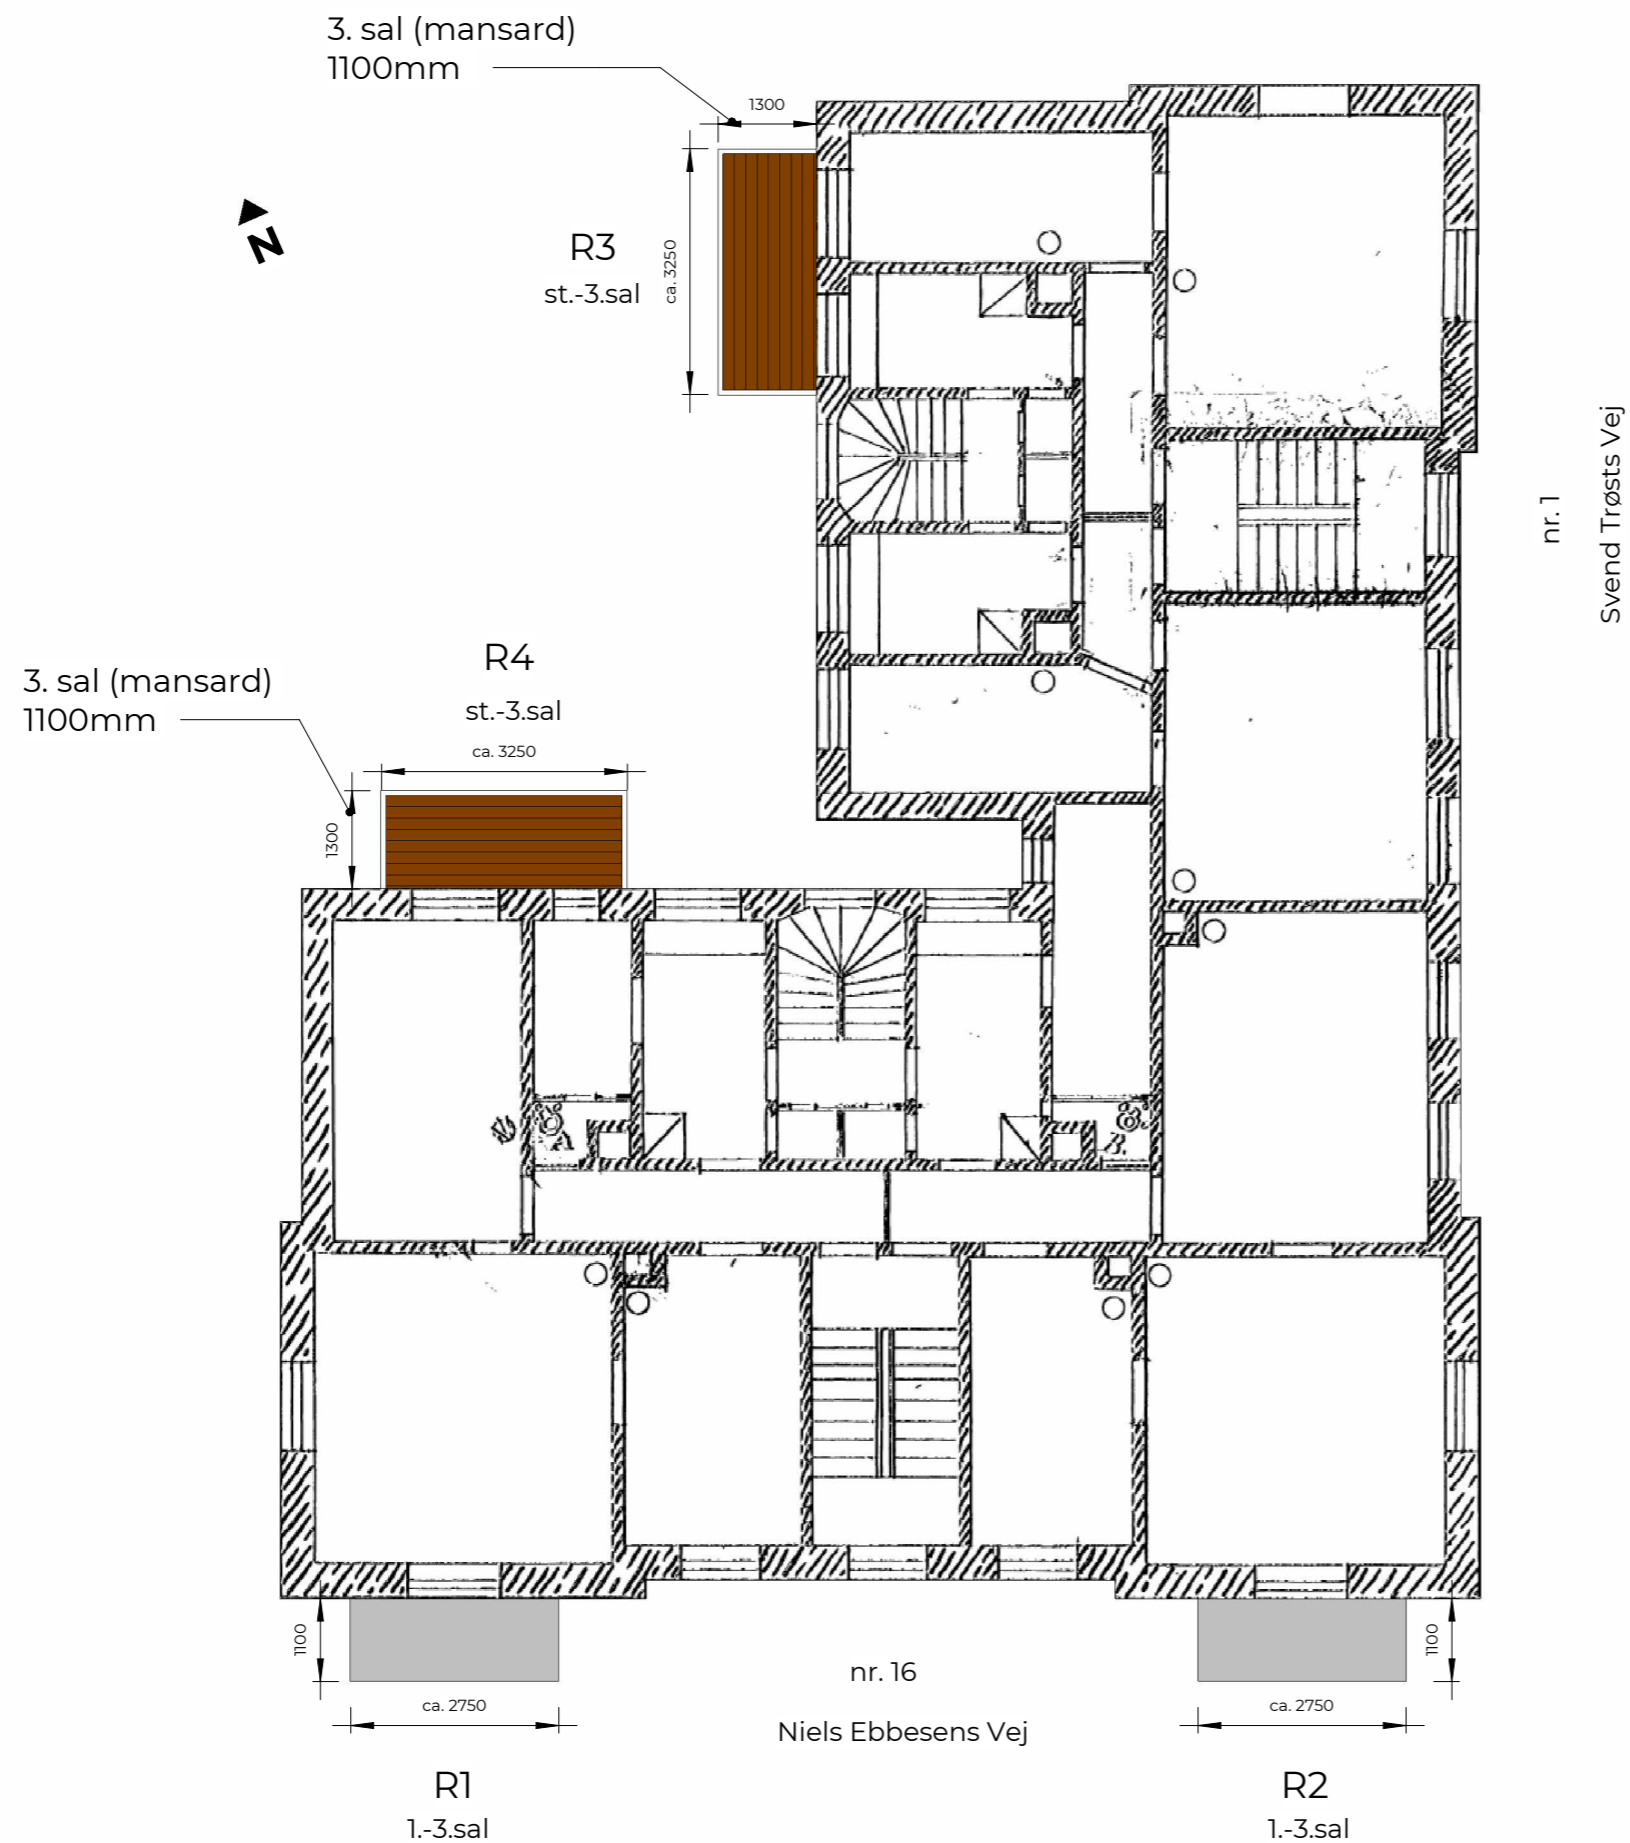 3. sal (mansard)
1100mm
1300
R3
st.-3.sal
ca. 3250
N
Svend Trøsts Vej
nr. 1
R4
st.-3.sal
ca. 3250
3. sal (mansard)
1100mm
1300
A
B.
1100
ca. 2750
nr. 16
Niels Ebbesens Vej
1100
ca. 2750
R1
1.-3.sal
R2
1.-3.sal